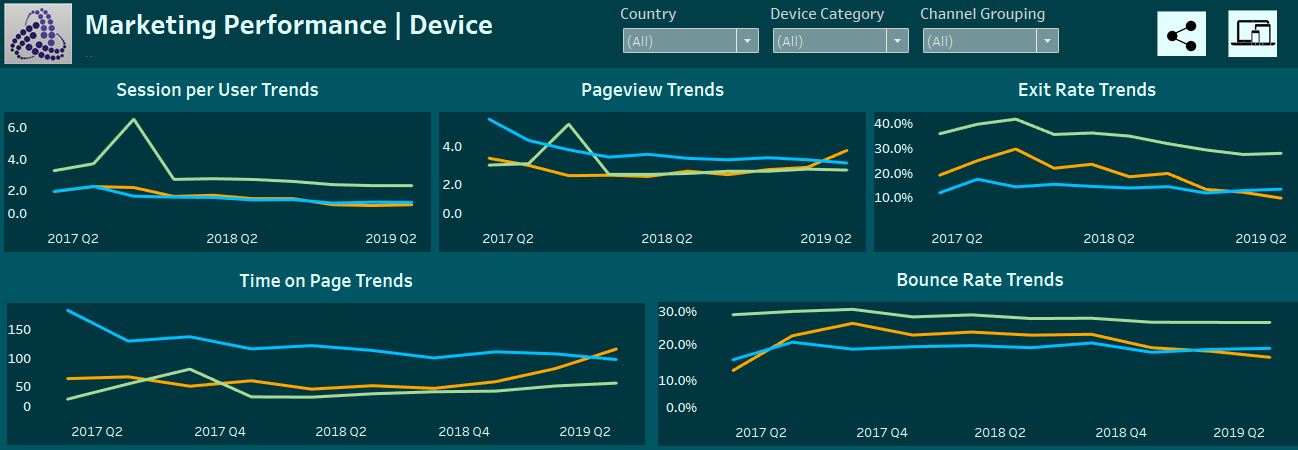 Marketing Performance | Device
Country
Device Category
Channel Grouping
(All)
(All)
(All)
Session per User Trends
Pageview Trends
Exit Rate Trends
6.0
4.0
2.0
0.0
2017 Q2
2018 Q2
2019 Q2
4.0
2.0
0.0
2017 Q2
2018 Q2
2019 Q2
40.0%
30.0%
20.0%
10.0%
2017 Q2
2018 Q2
2019 Q2
Time on Page Trends
Bounce Rate Trends
150
100
50
0
2017 Q2
2017 Q4
2018 Q2
2018 Q4
2019 Q2
30.0%
20.0%
10.0%
0.0%
2017 Q2
2017 Q4
2018 Q2
2018 Q4
2019 Q2